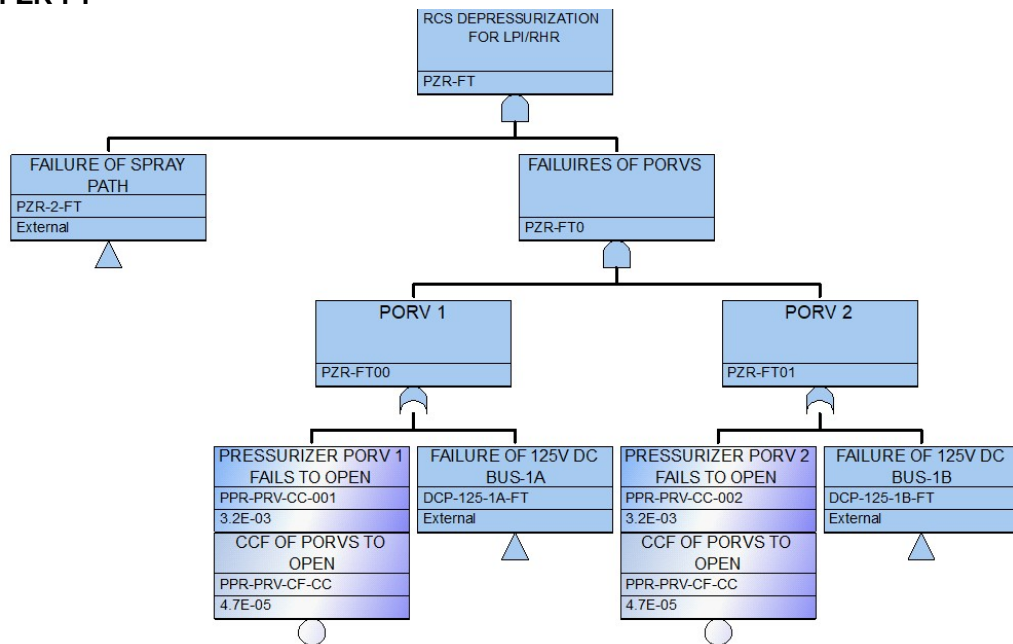 RCS DEPRESSURIZATION
FOR LPI/RHR
PZR-FT
FAILURE OF SPRAY
PATH
PZR-2-FT
External
FAILUIRES OF PORVS
PZR-FT0
PORV 1
PZR-FT00
PORV 2
PZR-FT01
PRESSURIZER PORV 1
FAILS TO OPEN
PPR-PRV-CC-001
3.2E-03
CCF OF PORVS TO
OPEN
PPR-PRV-CF-CC
4.7E-05
FAILURE OF 125V DC
BUS-1A
DCP-125-1A-FT
External
PRESSURIZER PORV 2
FAILS TO OPEN
PPR-PRV-CC-002
3.2E-03
CCF OF PORVS TO
OPEN
PPR-PRV-CF-CC
4.7E-05
FAILURE OF 125V DC
BUS-1B
DCP-125-1B-FT
External